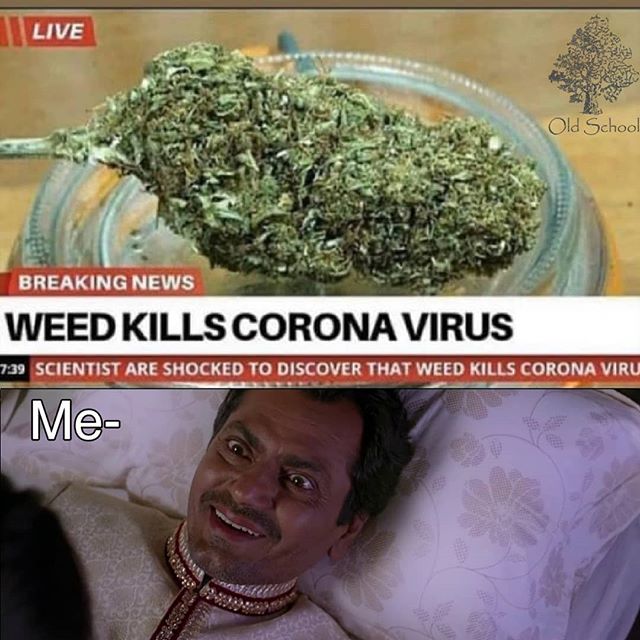 LIVE
Old School
BREAKING NEWS
WEED KILLS CORONA VIRUS
7:39 SCIENTIST ARE SHOCKED TO DISCOVER THAT WEED KILLS CORONA VIRU
Me-